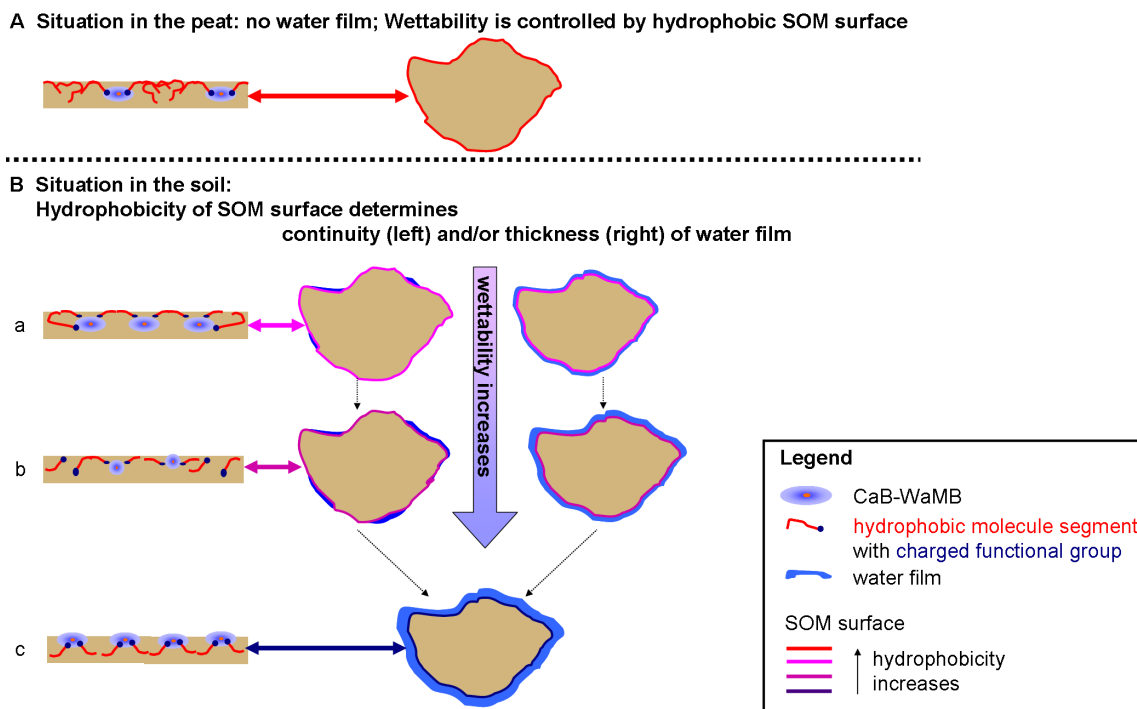 A Situation in the peat: no water film; Wettability is controlled by hydrophobic SOM surface
B Situation in the soil:
Hydrophobicity of SOM surface determines
continuity (left) and/or thickness (right) of water film
wettability increases
a
b
c
Legend
CaB-WaMB
hydrophobic molecule segment
with charged functional group
water film
SOM surface
hydrophobicity
increases